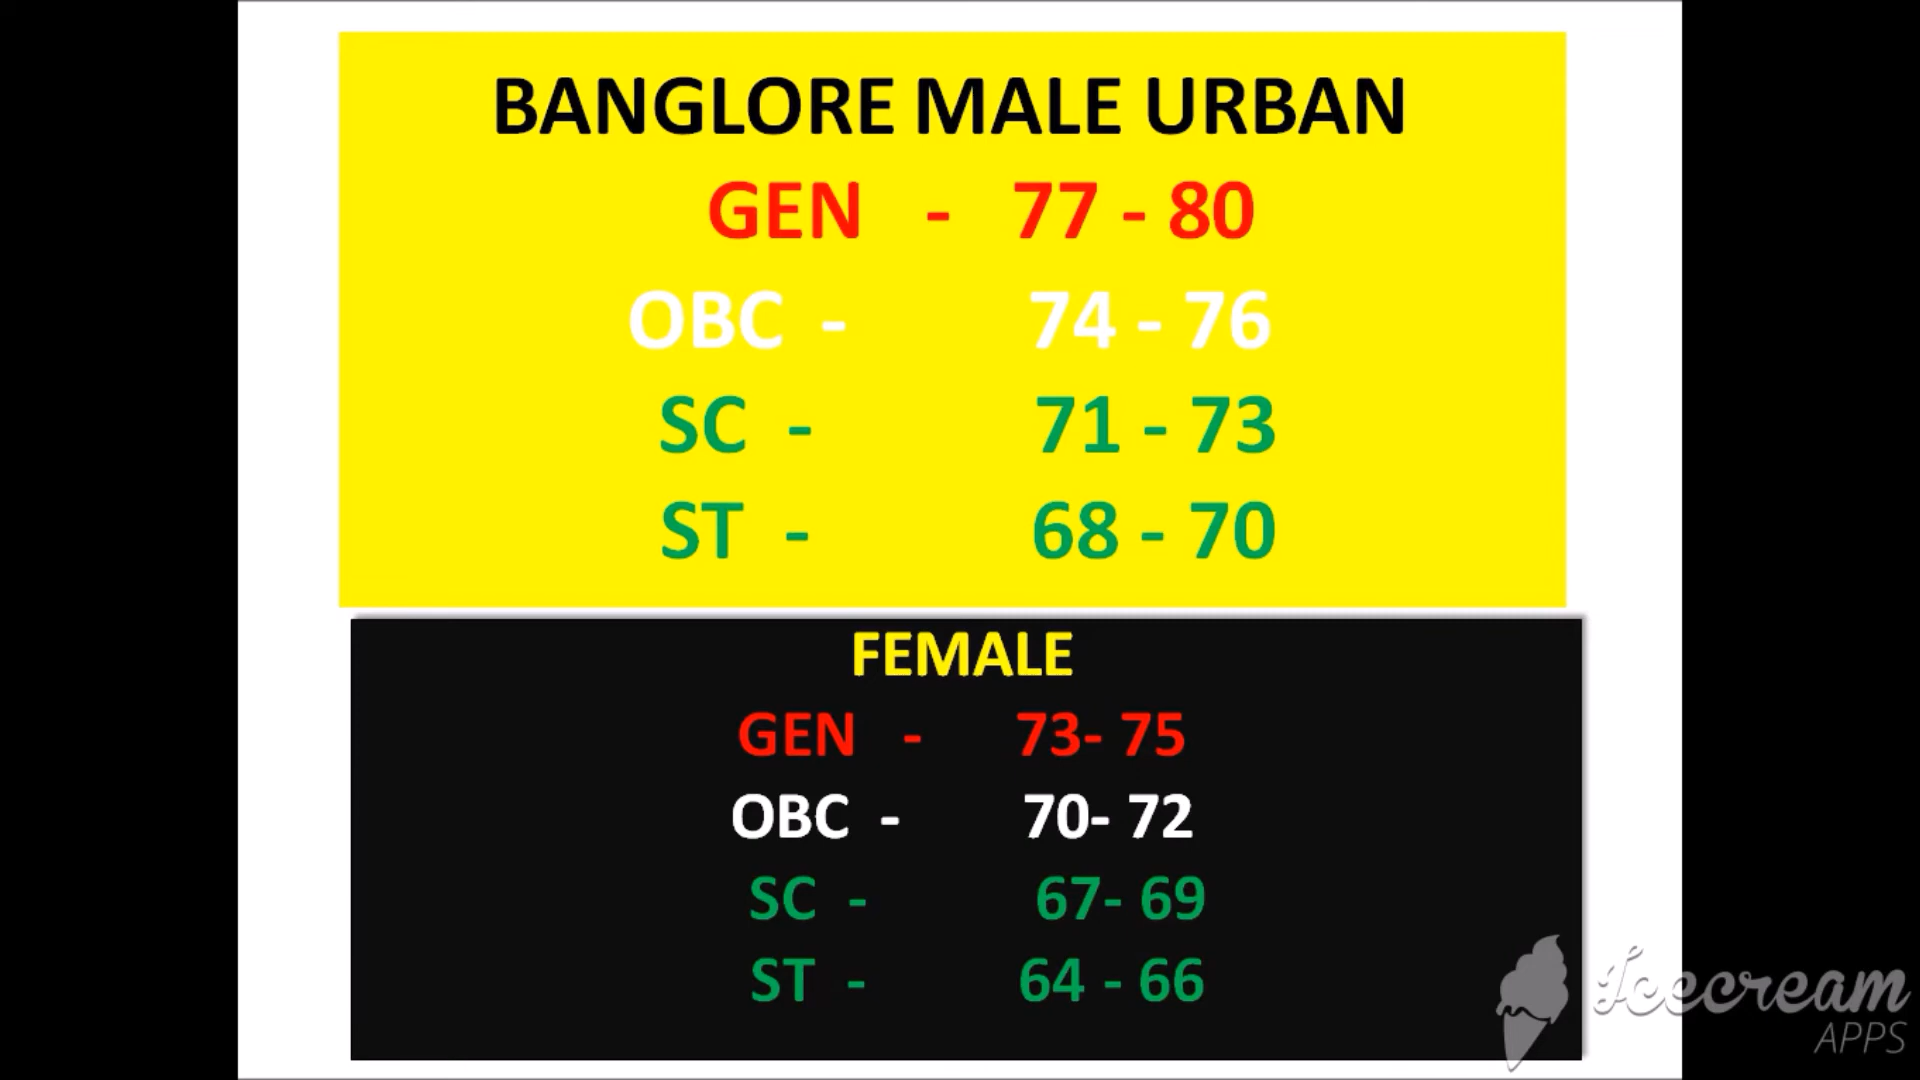 BANGLORE MALE URBAN
GEN - 77 - 80
OBC - 74 - 76
SC - 71 - 73
ST - 68 - 70
FEMALE
GEN - 73- 75
OBC - 70- 72
SC - 67- 69
ST - 64 - 66
Icecream
APPS